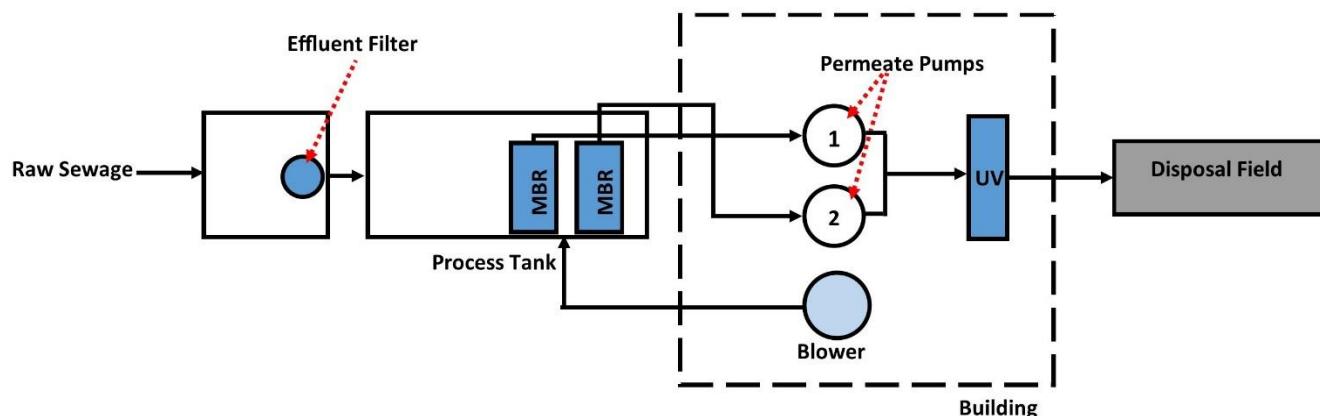 Effluent Filter
Permeate Pumps
Raw Sewage
MBR
MBR
1
2
UV
Disposal Field
Process Tank
Blower
Building